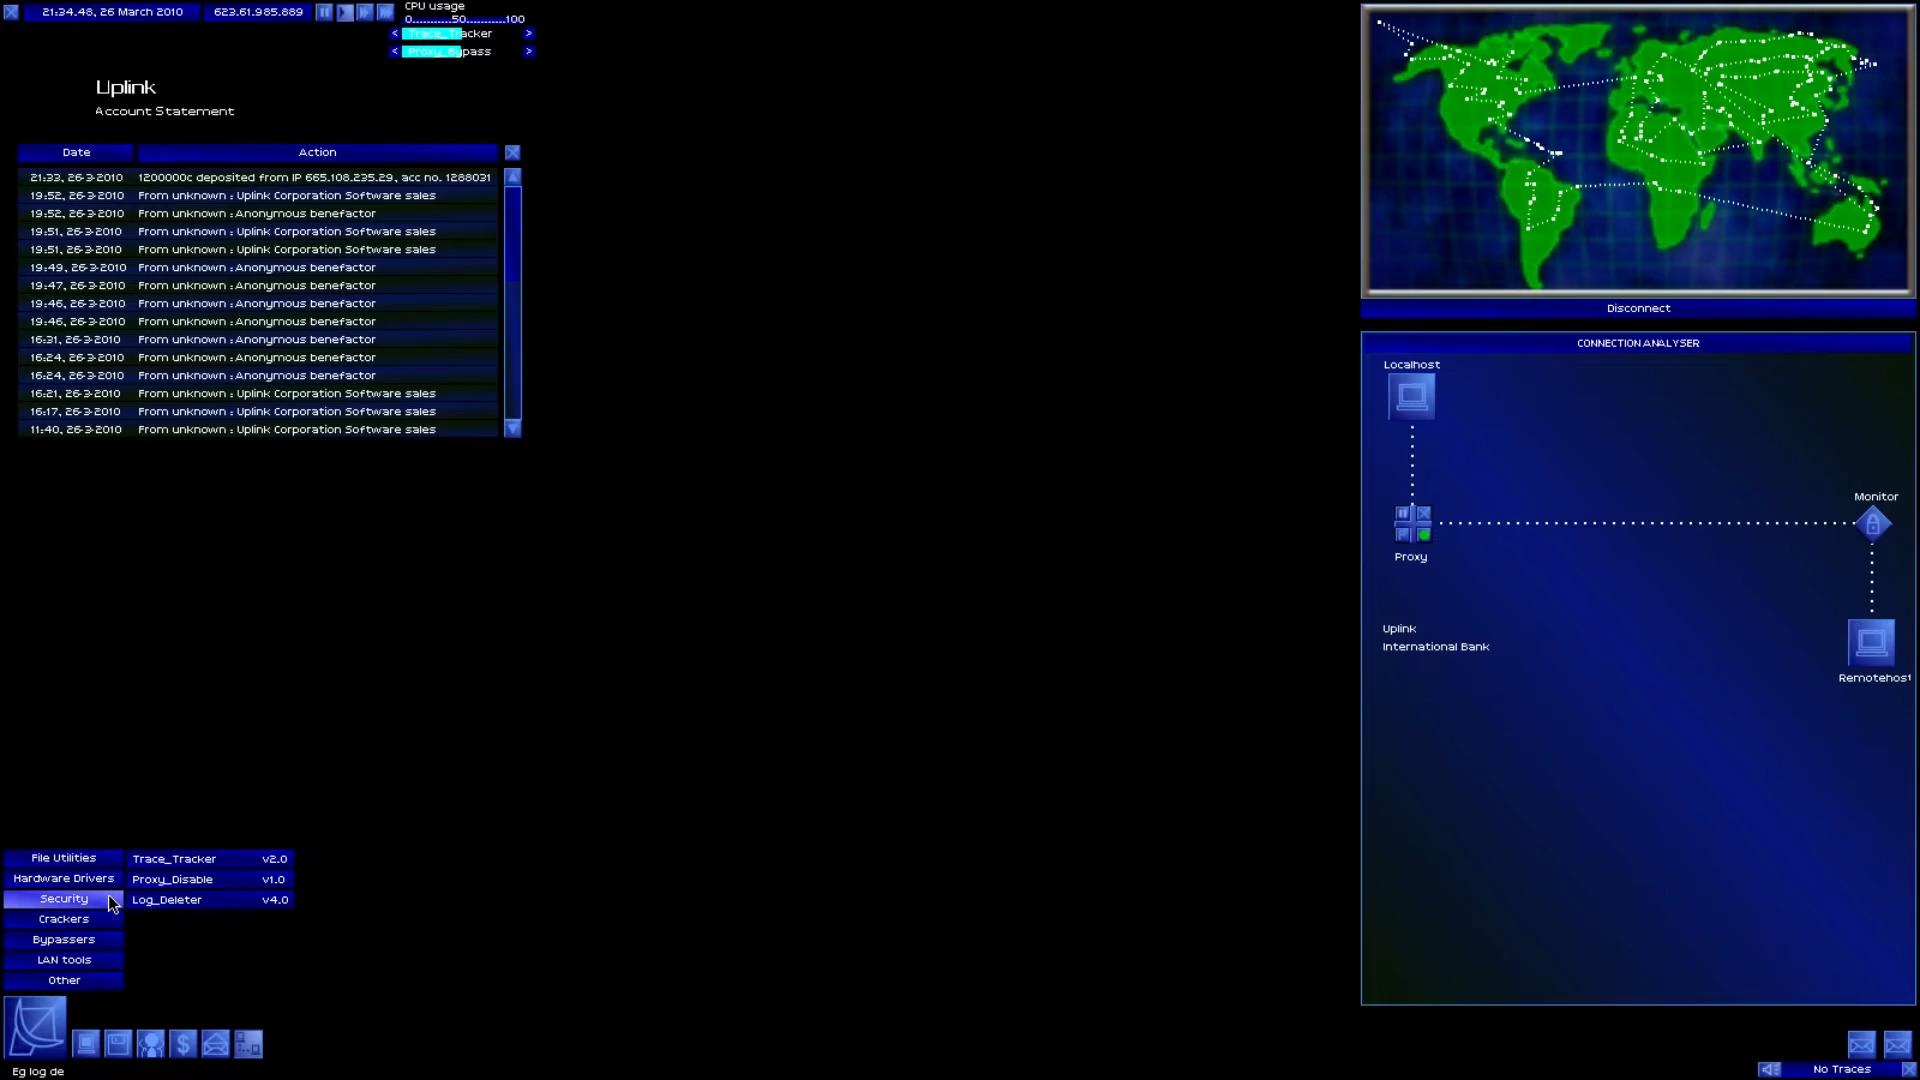 21:34.48, 26 March 2010 623.61.985.889 CPU usage
0...........50...........100
< Trace_Tracker >
< Proxy_Bypass >
Uplink
Account Statement
Date Action
21:33, 26-3-2010 1200000c deposited from IP 665.108.235.29, acc no. 1288031
19:52, 26-3-2010 From unknown : Uplink Corporation Software sales
19:52, 26-3-2010 From unknown : Anonymous benefactor
19:51, 26-3-2010 From unknown : Uplink Corporation Software sales
19:51, 26-3-2010 From unknown : Uplink Corporation Software sales
19:49, 26-3-2010 From unknown : Anonymous benefactor
19:47, 26-3-2010 From unknown : Anonymous benefactor
19:46, 26-3-2010 From unknown : Anonymous benefactor
19:46, 26-3-2010 From unknown : Anonymous benefactor
16:31, 26-3-2010 From unknown : Anonymous benefactor
16:24, 26-3-2010 From unknown : Anonymous benefactor
16:24, 26-3-2010 From unknown : Anonymous benefactor
16:21, 26-3-2010 From unknown : Uplink Corporation Software sales
16:17, 26-3-2010 From unknown : Uplink Corporation Software sales
11:40, 26-3-2010 From unknown : Uplink Corporation Software sales
Disconnect
CONNECTION ANALYSER
Localhost
Monitor
Proxy
Uplink
International Bank
Remotehost
File Utilities Trace_Tracker v2.0
Hardware Drivers Proxy_Disable v1.0
Security Log_Deleter v4.0
Crackers
Bypassers
LAN tools
Other
Eg log de
No Traces